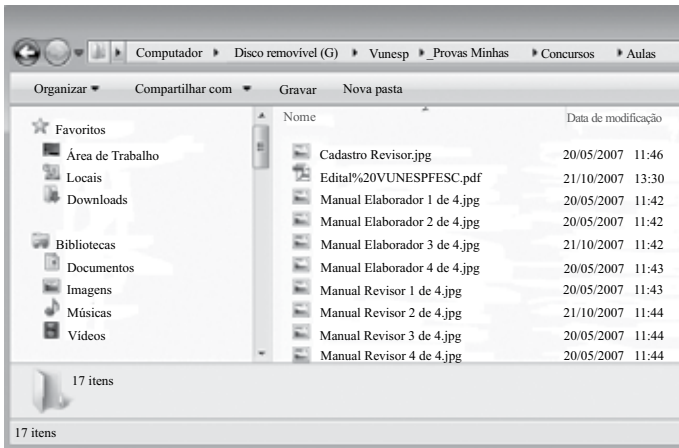 Computador Disco removível (G) Vunesp _Provas Minhas Concursos Aulas
Organizar Compartilhar com Gravar Nova pasta
Favoritos
Área de Trabalho
Locais
Downloads
Bibliotecas
Documentos
Imagens
Músicas
Vídeos
Nome Data de modificação
Cadastro Revisor.jpg 20/05/2007 11:46
Edital%20VUNESPFESC.pdf 21/10/2007 13:30
Manual Elaborador 1 de 4.jpg 20/05/2007 11:42
Manual Elaborador 2 de 4.jpg 20/05/2007 11:42
Manual Elaborador 3 de 4.jpg 21/10/2007 11:42
Manual Elaborador 4 de 4.jpg 20/05/2007 11:43
Manual Revisor 1 de 4.jpg 20/05/2007 11:43
Manual Revisor 2 de 4.jpg 21/10/2007 11:44
Manual Revisor 3 de 4.jpg 20/05/2007 11:44
Manual Revisor 4 de 4.jpg 20/05/2007 11:44
17 itens
17 itens